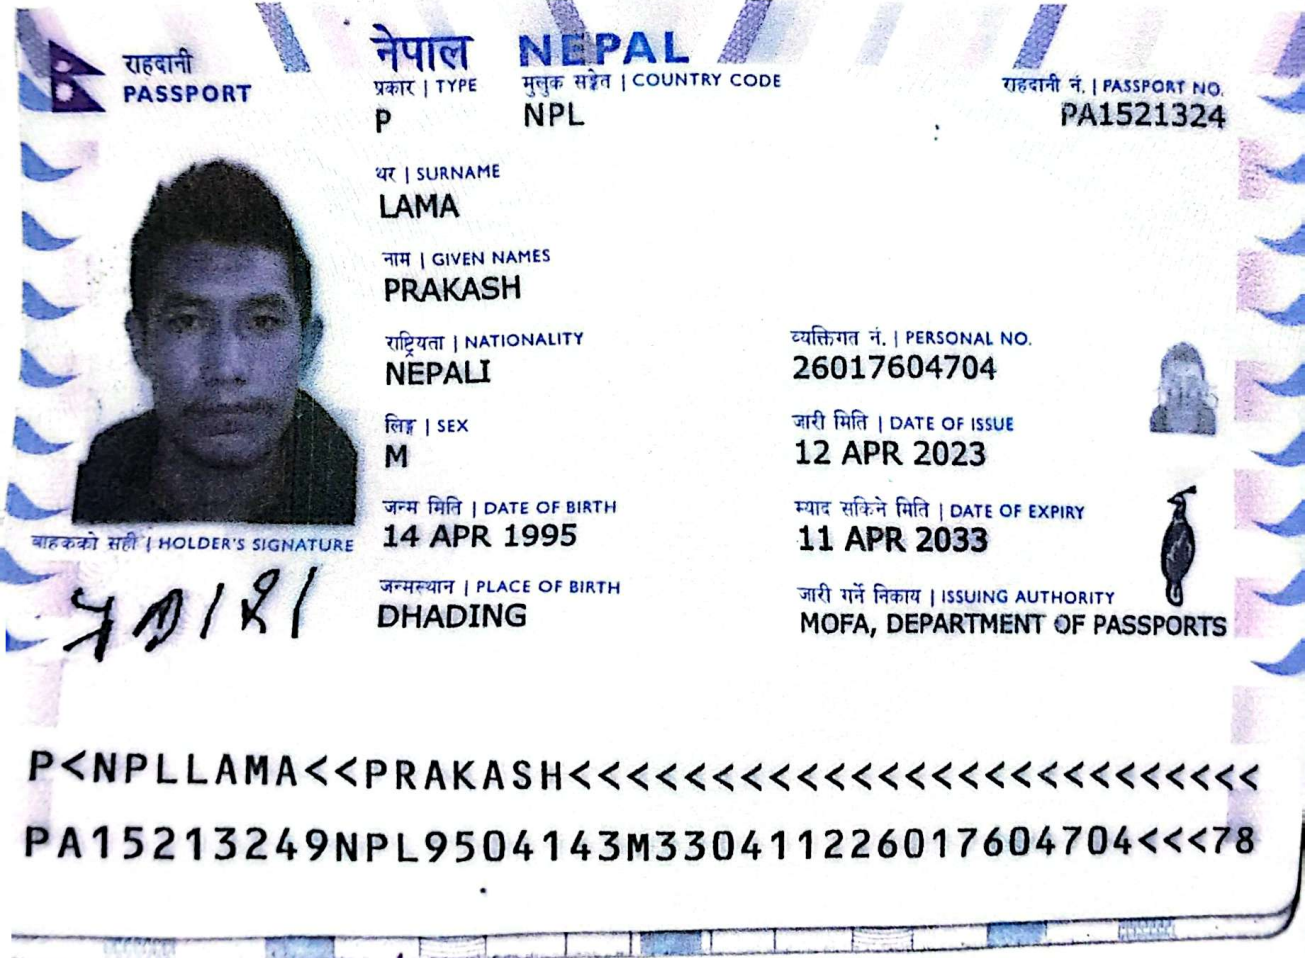 राहदानी
PASSPORT
नेपाल NEPAL
प्रकार | TYPE
P
मुलुक सङ्केत | COUNTRY CODE
NPL
राहदानी नं. | PASSPORT NO.
PA1521324
थर | SURNAME
LAMA
नाम | GIVEN NAMES
PRAKASH
राष्ट्रियता | NATIONALITY
NEPALI
व्यक्तिगत नं. | PERSONAL NO.
26017604704
लिङ्ग | SEX
M
जारी मिति | DATE OF ISSUE
12 APR 2023
जन्म मिति | DATE OF BIRTH
14 APR 1995
म्याद सकिने मिति | DATE OF EXPIRY
11 APR 2033
बाहकको सही | HOLDER'S SIGNATURE
जन्मस्थान | PLACE OF BIRTH
DHADING
जारी गर्ने निकाय | ISSUING AUTHORITY
MOFA, DEPARTMENT OF PASSPORTS
P<NPLLAMA<<PRAKASH<<<<<<<<<<<<<<<<<<<<<<<<<<
PA15213249NPL9504143M330411226017604704<<<78